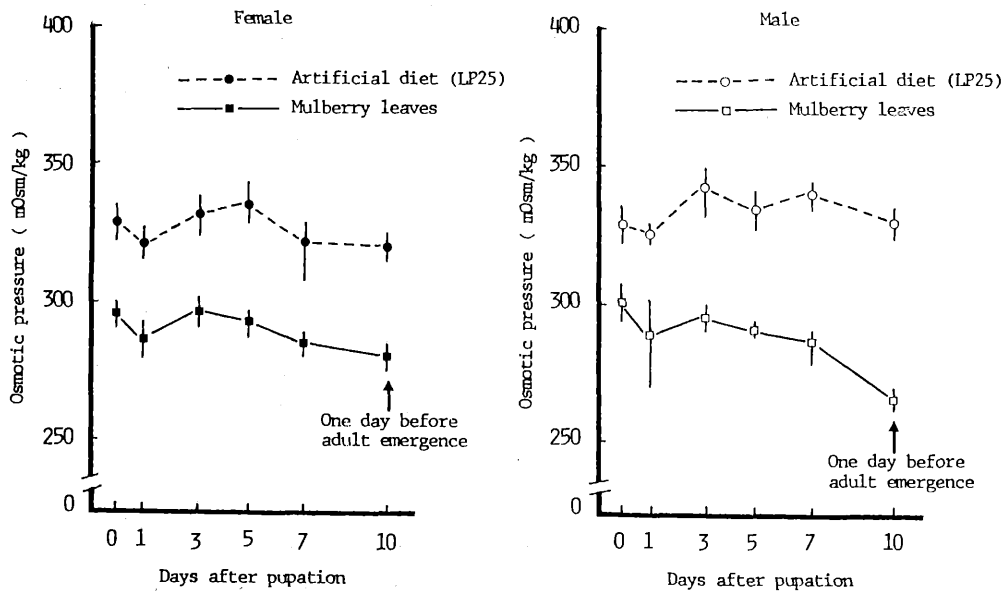 Female
400
350
300
250
0
Osmotic pressure ( mOsm/kg )
Artificial diet (LP25)
Mulberry leaves
One day before
adult emergence
0 1 3 5 7 10
Days after pupation
Male
400
350
300
250
0
Osmotic pressure ( mOsm/kg )
Artificial diet (LP25)
Mulberry leaves
One day before
adult emergence
0 1 3 5 7 10
Days after pupation